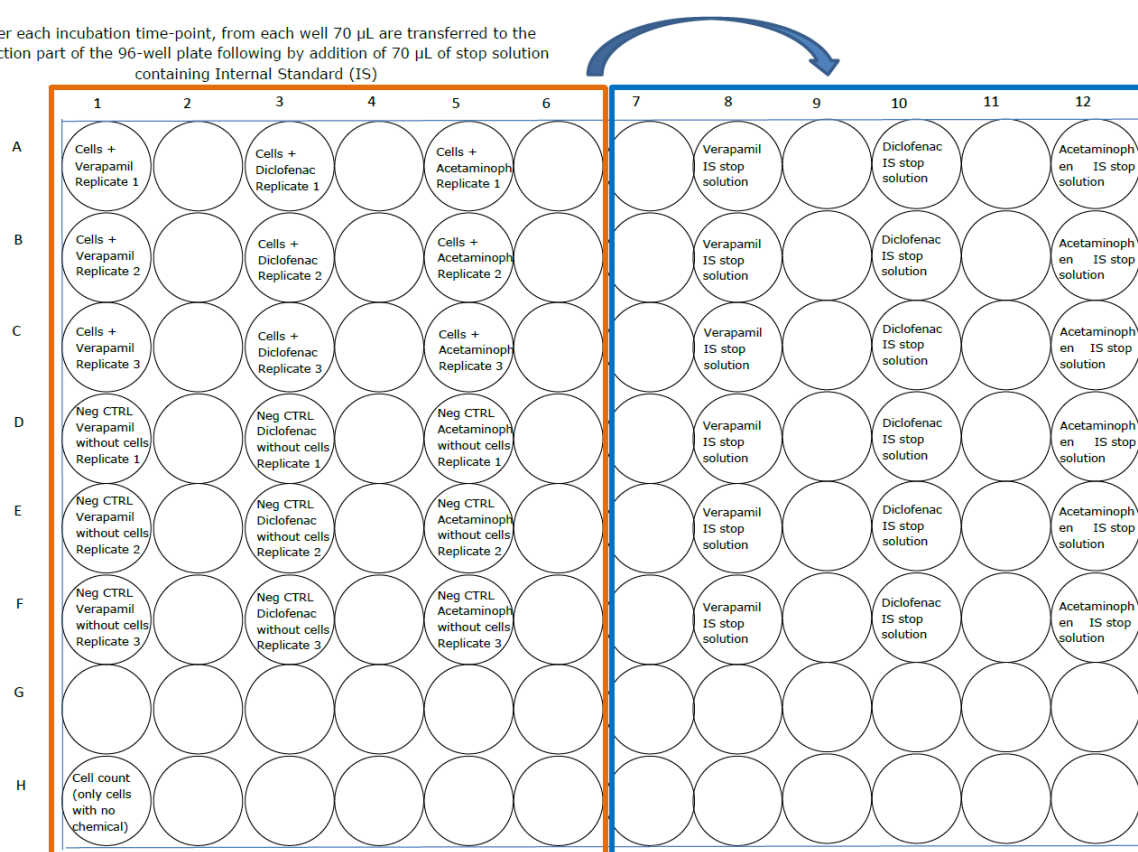 er each incubation time-point, from each well 70 µL are transferred to the
ction part of the 96-well plate following by addition of 70 µL of stop solution
containing Internal Standard (IS)
1 2 3 4 5 6 7 8 9 10 11 12
A
Cells +
Verapamil
Replicate 1
Cells +
Diclofenac
Replicate 1
Cells +
Acetaminoph
Replicate 1
Verapamil
IS stop
solution
Diclofenac
IS stop
solution
Acetaminoph
en IS stop
solution
B
Cells +
Verapamil
Replicate 2
Cells +
Diclofenac
Replicate 2
Cells +
Acetaminoph
Replicate 2
Verapamil
IS stop
solution
Diclofenac
IS stop
solution
Acetaminoph
en IS stop
solution
C
Cells +
Verapamil
Replicate 3
Cells +
Diclofenac
Replicate 3
Cells +
Acetaminoph
Replicate 3
Verapamil
IS stop
solution
Diclofenac
IS stop
solution
Acetaminoph
en IS stop
solution
D
Neg CTRL
Verapamil
without cells
Replicate 1
Neg CTRL
Diclofenac
without cells
Replicate 1
Neg CTRL
Acetaminoph
without cells
Replicate 1
Verapamil
IS stop
solution
Diclofenac
IS stop
solution
Acetaminoph
en IS stop
solution
E
Neg CTRL
Verapamil
without cells
Replicate 2
Neg CTRL
Diclofenac
without cells
Replicate 2
Neg CTRL
Acetaminoph
without cells
Replicate 2
Verapamil
IS stop
solution
Diclofenac
IS stop
solution
Acetaminoph
en IS stop
solution
F
Neg CTRL
Verapamil
without cells
Replicate 3
Neg CTRL
Diclofenac
without cells
Replicate 3
Neg CTRL
Acetaminoph
without cells
Replicate 3
Verapamil
IS stop
solution
Diclofenac
IS stop
solution
Acetaminoph
en IS stop
solution
G
H
Cell count
(only cells
with no
chemical)